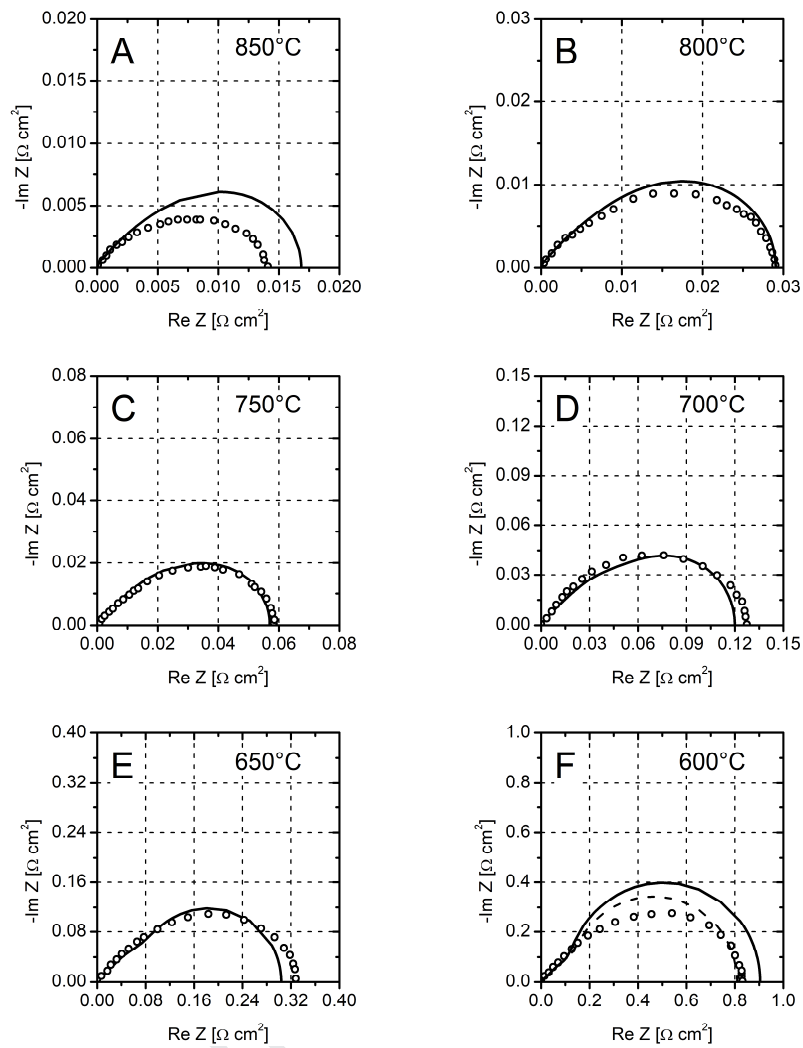 A 850°C
0.020
0.015
0.010
0.005
0.000
-Im Z [Ω cm²]
0.000 0.005 0.010 0.015 0.020
Re Z [Ω cm²]
B 800°C
0.03
0.02
0.01
0.00
-Im Z [Ω cm²]
0.00 0.01 0.02 0.03
Re Z [Ω cm²]
C 750°C
0.08
0.06
0.04
0.02
0.00
-Im Z [Ω cm²]
0.00 0.02 0.04 0.06 0.08
Re Z [Ω cm²]
D 700°C
0.15
0.12
0.09
0.06
0.03
0.00
-Im Z [Ω cm²]
0.00 0.03 0.06 0.09 0.12 0.15
Re Z [Ω cm²]
E 650°C
0.40
0.32
0.24
0.16
0.08
0.00
-Im Z [Ω cm²]
0.00 0.08 0.16 0.24 0.32 0.40
Re Z [Ω cm²]
F 600°C
1.0
0.8
0.6
0.4
0.2
0.0
-Im Z [Ω cm²]
0.0 0.2 0.4 0.6 0.8 1.0
Re Z [Ω cm²]